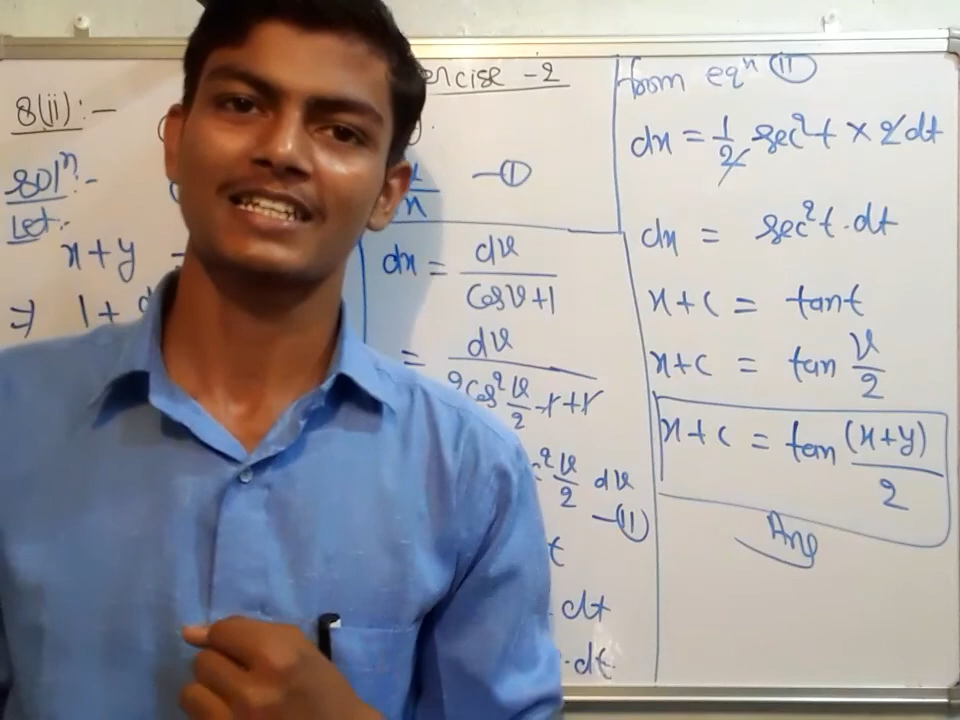 ercise - 2
8(ii):-
solⁿ:-
Let:-
x+y
⇒ 1 +
x
—(1)
dx = dv
cosv+1
= dv
2cos² v/2 -1+1
v/2 dv
—(II)
t
. dt
. dt.
from eqⁿ (II)
dx = 1/2 sec²t × 2dt
dx = sec²t . dt
x+c = tant
x+c = tan v/2
x+c = tan (x+y)/2
Ans